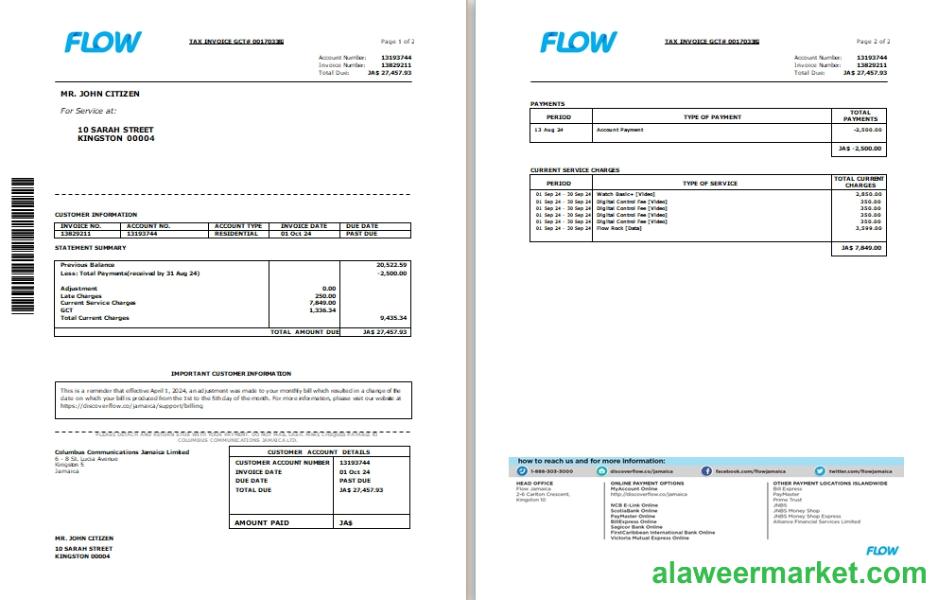 FLOW
TAX INVOICE GCT# 00170336
Page 1 of 2
Account Number: 13193744
Invoice Number: 13829211
Total Due: JA$ 27,457.93
MR. JOHN CITIZEN
For Service at:
10 SARAH STREET
KINGSTON 00004
CUSTOMER INFORMATION
INVOICE NO. ACCOUNT NO. ACCOUNT TYPE INVOICE DATE DUE DATE
13829211 13193744 RESIDENTIAL 01 Oct 24 PAST DUE
STATEMENT SUMMARY
Previous Balance 20,522.59
Less: Total Payments(received by 31 Aug 24) -2,500.00
Adjustment 0.00
Late Charges 250.00
Current Service Charges 7,849.00
GCT 1,336.34
Total Current Charges 9,435.34
TOTAL AMOUNT DUE JA$ 27,457.93
IMPORTANT CUSTOMER INFORMATION
This is a reminder that effective April 1, 2024, an adjustment was made to your monthly bill which resulted in a change of the
date on which your bill is produced from the 1st to the fifth day of the month. For more information, please visit our website at
https://discoverflow.co/jamaica/support/billing
COLUMBUS COMMUNICATIONS JAMAICA LTD.
Columbus Communications Jamaica Limited
6 - 8 St. Lucia Avenue
Kingston 5
Jamaica
CUSTOMER ACCOUNT DETAILS
CUSTOMER ACCOUNT NUMBER 13193744
INVOICE DATE 01 Oct 24
DUE DATE PAST DUE
TOTAL DUE JA$ 27,457.93
AMOUNT PAID JA$
MR. JOHN CITIZEN
10 SARAH STREET
KINGSTON 00004
FLOW
TAX INVOICE GCT# 00170336
Page 2 of 2
Account Number: 13193744
Invoice Number: 13829211
Total Due: JA$ 27,457.93
PAYMENTS
PERIOD TYPE OF PAYMENT TOTAL PAYMENTS
13 Aug 24 Account Payment -2,500.00
JA$ -2,500.00
CURRENT SERVICE CHARGES
PERIOD TYPE OF SERVICE TOTAL CURRENT CHARGES
01 Sep 24 - 30 Sep 24 Watch Basic+ [Video] 2,850.00
01 Sep 24 - 30 Sep 24 Digital Control Fee [Video] 350.00
01 Sep 24 - 30 Sep 24 Digital Control Fee [Video] 350.00
01 Sep 24 - 30 Sep 24 Digital Control Fee [Video] 350.00
01 Sep 24 - 30 Sep 24 Digital Control Fee [Video] 350.00
01 Sep 24 - 30 Sep 24 Flow Rock [Data] 3,599.00
JA$ 7,849.00
how to reach us and for more information:
1-888-303-3000 discoverflow.co/jamaica facebook.com/flowjamaica twitter.com/flowjamaica
HEAD OFFICE
Flow Jamaica
2-6 Carlton Crescent,
Kingston 10
ONLINE PAYMENT OPTIONS
MyAccount Online
http://discoverflow.co/jamaica
NCB E-Link Online
ScotiaBank Online
PayMaster Online
BillExpress Online
Sagicor Bank Online
FirstCaribbean International Bank Online
Victoria Mutual Express Online
OTHER PAYMENT LOCATIONS ISLANDWIDE
Bill Express
PayMaster
Prime Trust
JNBS
JNBS Money Shop
JNBS Money Shop Express
Alliance Financial Services Limited
FLOW
alaweermarket.com